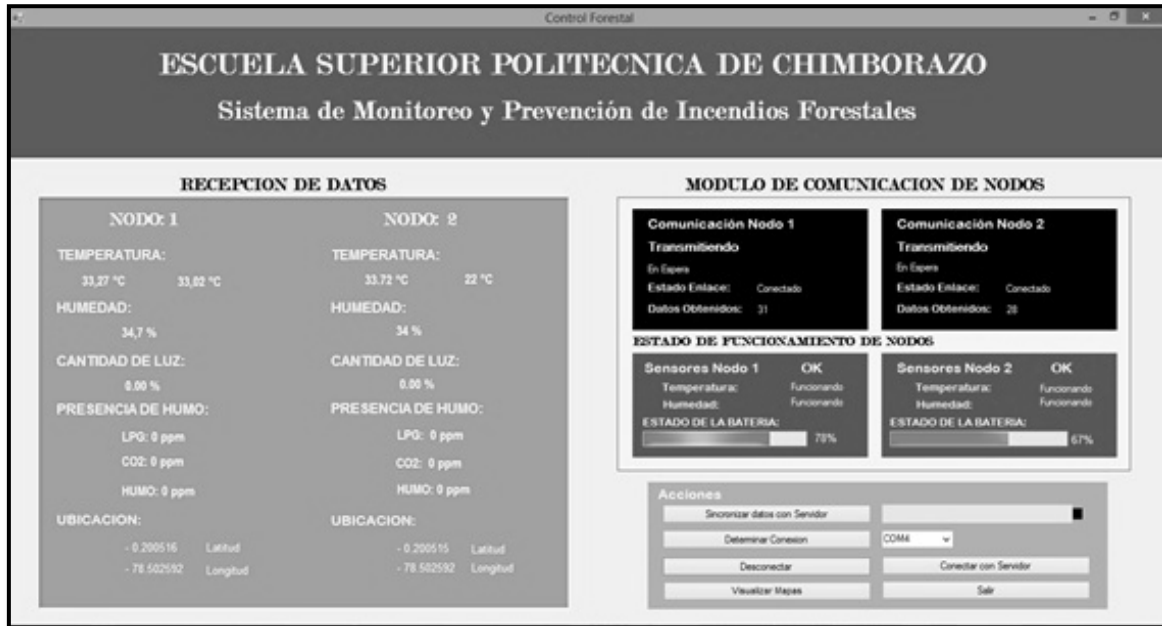 Control Forestal
ESCUELA SUPERIOR POLITECNICA DE CHIMBORAZO
Sistema de Monitoreo y Prevención de Incendios Forestales
RECEPCION DE DATOS
NODO: 1
TEMPERATURA:
33,27 °C 33,02 °C
HUMEDAD:
34,7 %
CANTIDAD DE LUZ:
0.00 %
PRESENCIA DE HUMO:
LPG: 0 ppm
CO2: 0 ppm
HUMO: 0 ppm
UBICACION:
- 0.200516 Latitud
- 78.502592 Longitud
NODO: 2
TEMPERATURA:
33.72 °C 22 °C
HUMEDAD:
34 %
CANTIDAD DE LUZ:
0.00 %
PRESENCIA DE HUMO:
LPG: 0 ppm
CO2: 0 ppm
HUMO: 0 ppm
UBICACION:
- 0.200515 Latitud
- 78.502592 Longitud
MODULO DE COMUNICACION DE NODOS
Comunicación Nodo 1
Transmitiendo
En Espera
Estado Enlace: Conectado
Datos Obtenidos: 31
Comunicación Nodo 2
Transmitiendo
En Espera
Estado Enlace: Conectado
Datos Obtenidos: 28
ESTADO DE FUNCIONAMIENTO DE NODOS
Sensores Nodo 1 OK
Temperatura: Funcionando
Humedad: Funcionando
ESTADO DE LA BATERIA:
78%
Sensores Nodo 2 OK
Temperatura: Funcionando
Humedad: Funcionando
ESTADO DE LA BATERIA:
67%
Acciones
Sincronizar datos con Servidor
Determinar Conexion COM4
Desconectar Conectar con Servidor
Visualizar Mapas Salir